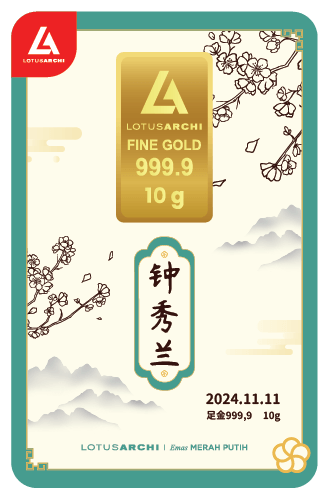 LOTUSARCHI
LOTUSARCHI
FINE GOLD
999.9
10 g
钟
秀
兰
2024.11.11
足金999,9 10g
LOTUSARCHI | Emas MERAH PUTIH